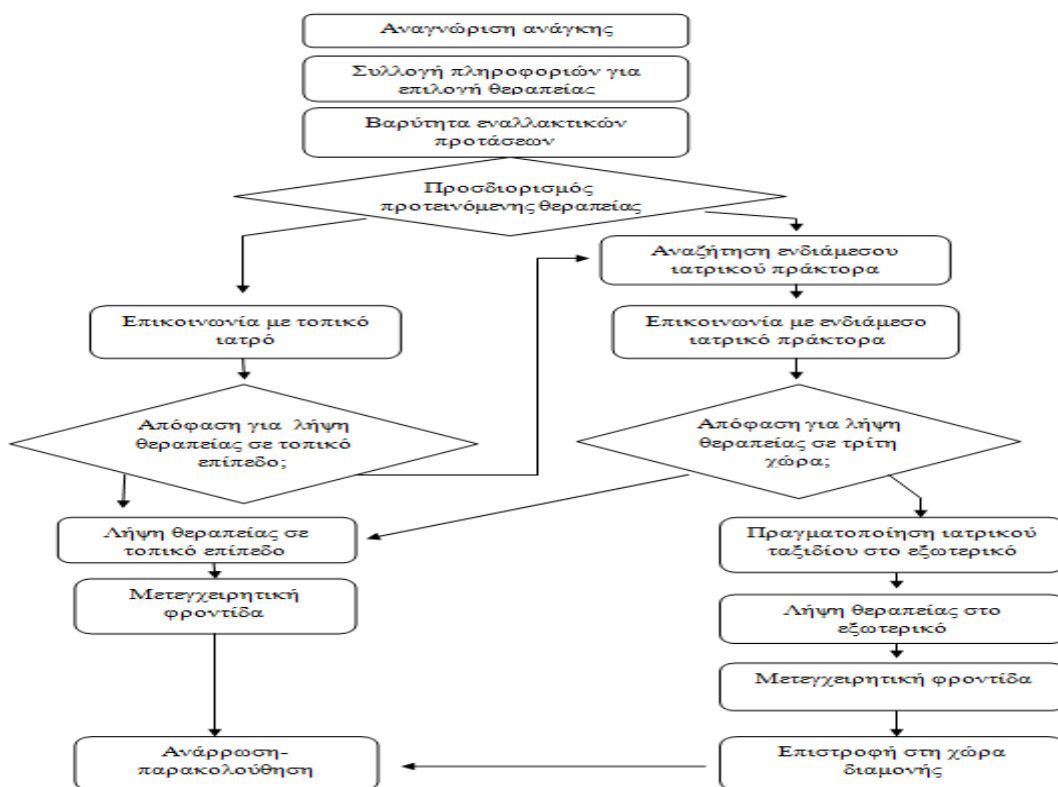 Αναγνώριση ανάγκης
Συλλογή πληροφοριών για
επιλογή θεραπείας
Βαρύτητα εναλλακτικών
προτάσεων
Προσδιορισμός
προτεινόμενης θεραπείας
Αναζήτηση ενδιάμεσου
ιατρικού πράκτορα
Επικοινωνία με τοπικό
ιατρό
Επικοινωνία με ενδιάμεσο
ιατρικό πράκτορα
Απόφαση για λήψη
θεραπείας σε τοπικό
επίπεδο;
Απόφαση για λήψη
θεραπείας σε τρίτη
χώρα;
Λήψη θεραπείας σε
τοπικό επίπεδο
Πραγματοποίηση ιατρικού
ταξιδίου στο εξωτερικό
Μετεγχειρητική
φροντίδα
Λήψη θεραπείας στο
εξωτερικό
Μετεγχειρητική φροντίδα
Ανάρρωση-
παρακολούθηση
Επιστροφή στη χώρα
διαμονής